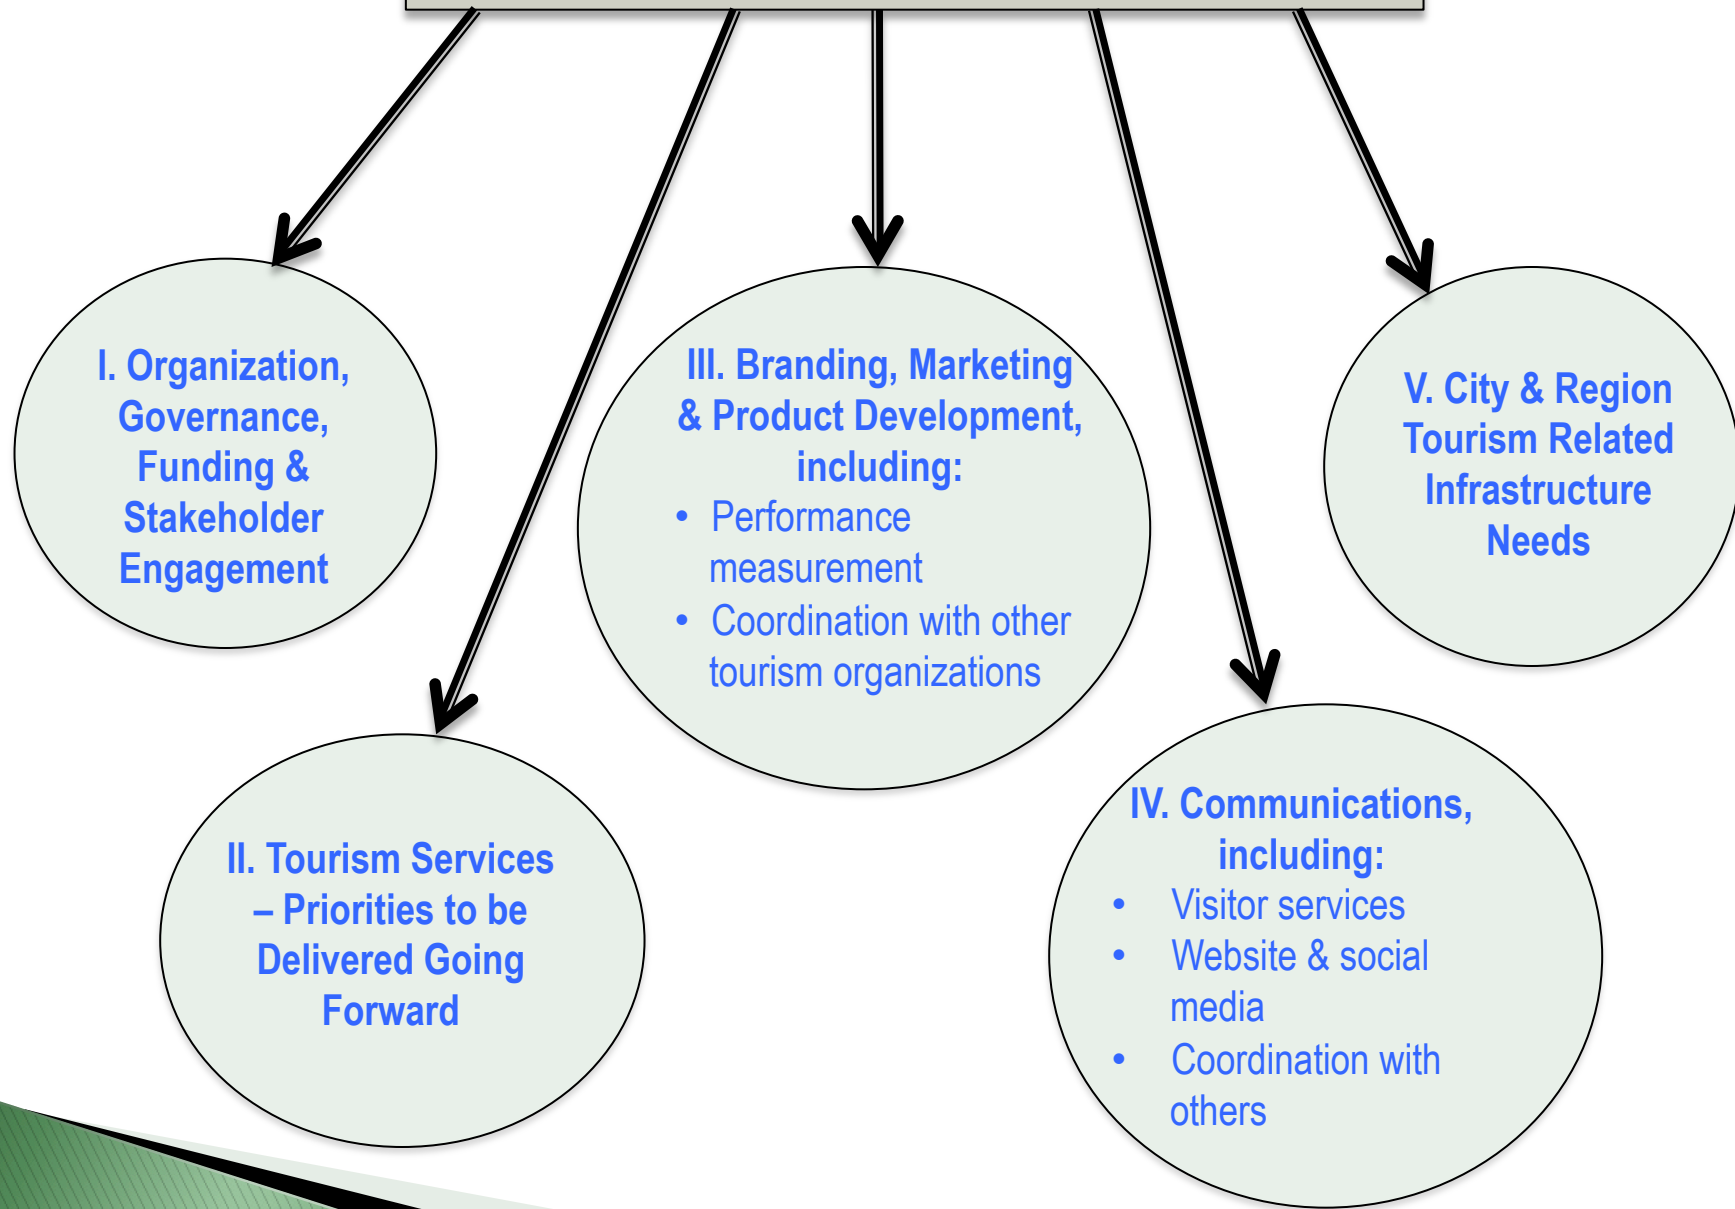 I. Organization,
Governance,
Funding &
Stakeholder
Engagement
II. Tourism Services
– Priorities to be
Delivered Going
Forward
III. Branding, Marketing
& Product Development,
including:
• Performance
measurement
• Coordination with other
tourism organizations
IV. Communications,
including:
• Visitor services
• Website & social
media
• Coordination with
others
V. City & Region
Tourism Related
Infrastructure
Needs